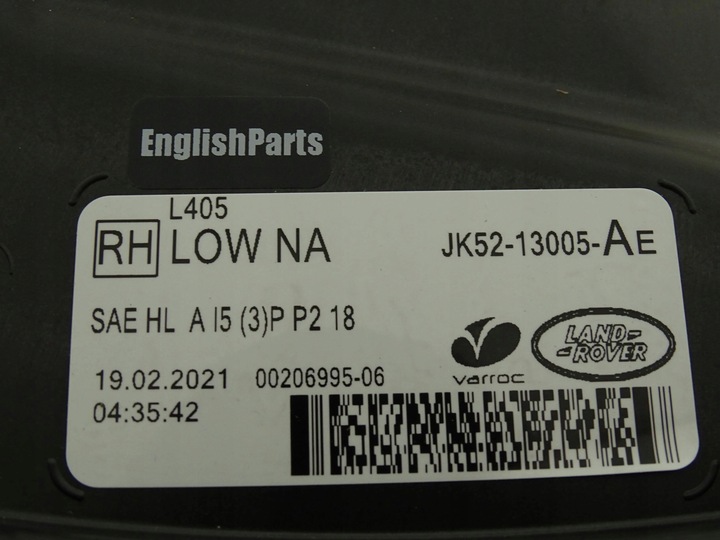 EnglishParts
L405
RH LOW NA JK52-13005-AE
SAE HL A I5 (3)P P2 18
LAND-
-ROVER
varroc
19.02.2021 00206995-06
04:35:42